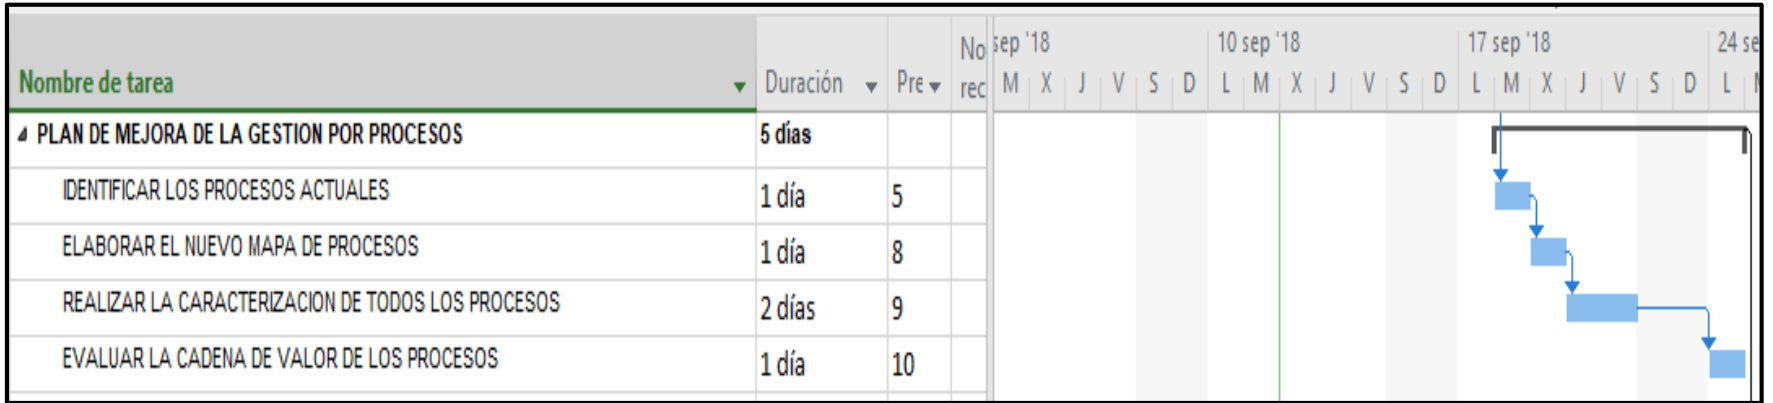 sep '18 10 sep '18 17 sep '18 24 se
Nombre de tarea Duración Pre No rec M X J V S D L M X J V S D L M X J V S D L
PLAN DE MEJORA DE LA GESTION POR PROCESOS 5 días
IDENTIFICAR LOS PROCESOS ACTUALES 1 día 5
ELABORAR EL NUEVO MAPA DE PROCESOS 1 día 8
REALIZAR LA CARACTERIZACION DE TODOS LOS PROCESOS 2 días 9
EVALUAR LA CADENA DE VALOR DE LOS PROCESOS 1 día 10